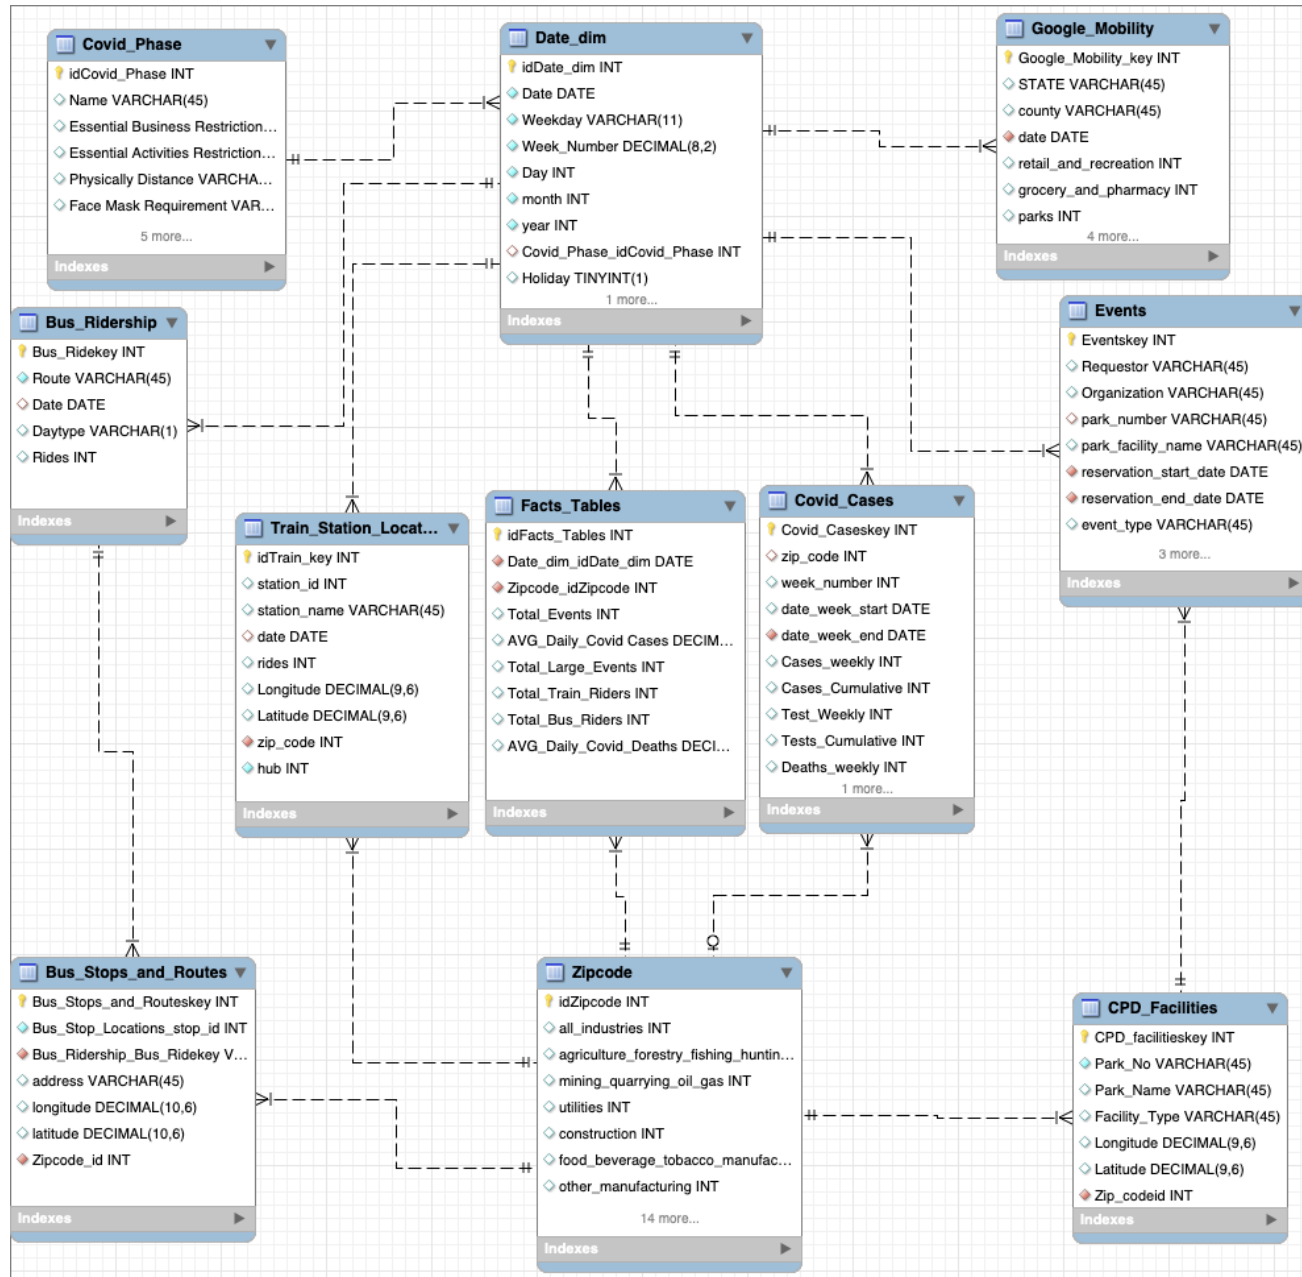 Covid_Phase
idCovid_Phase INT
Name VARCHAR(45)
Essential Business Restriction...
Essential Activities Restriction...
Physically Distance VARCHA...
Face Mask Requirement VAR...
5 more...
Indexes
Date_dim
idDate_dim INT
Date DATE
Weekday VARCHAR(11)
Week_Number DECIMAL(8,2)
Day INT
month INT
year INT
Covid_Phase_idCovid_Phase INT
Holiday TINYINT(1)
1 more...
Indexes
Google_Mobility
Google_Mobility_key INT
STATE VARCHAR(45)
county VARCHAR(45)
date DATE
retail_and_recreation INT
grocery_and_pharmacy INT
parks INT
4 more...
Indexes
Bus_Ridership
Bus_Ridekey INT
Route VARCHAR(45)
Date DATE
Daytype VARCHAR(1)
Rides INT
Indexes
Events
Eventskey INT
Requestor VARCHAR(45)
Organization VARCHAR(45)
park_number VARCHAR(45)
park_facility_name VARCHAR(45)
reservation_start_date DATE
reservation_end_date DATE
event_type VARCHAR(45)
3 more...
Indexes
Train_Station_Locat...
idTrain_key INT
station_id INT
station_name VARCHAR(45)
date DATE
rides INT
Longitude DECIMAL(9,6)
Latitude DECIMAL(9,6)
zip_code INT
hub INT
Indexes
Facts_Tables
idFacts_Tables INT
Date_dim_idDate_dim DATE
Zipcode_idZipcode INT
Total_Events INT
AVG_Daily_Covid Cases DECIM...
Total_Large_Events INT
Total_Train_Riders INT
Total_Bus_Riders INT
AVG_Daily_Covid_Deaths DECI...
Indexes
Covid_Cases
Covid_Caseskey INT
zip_code INT
week_number INT
date_week_start DATE
date_week_end DATE
Cases_weekly INT
Cases_Cumulative INT
Test_Weekly INT
Tests_Cumulative INT
Deaths_weekly INT
1 more...
Indexes
Bus_Stops_and_Routes
Bus_Stops_and_Routeskey INT
Bus_Stop_Locations_stop_id INT
Bus_Ridership_Bus_Ridekey V...
address VARCHAR(45)
longitude DECIMAL(10,6)
latitude DECIMAL(10,6)
Zipcode_id INT
Indexes
Zipcode
idZipcode INT
all_industries INT
agriculture_forestry_fishing_huntin...
mining_quarrying_oil_gas INT
utilities INT
construction INT
food_beverage_tobacco_manufac...
other_manufacturing INT
14 more...
Indexes
CPD_Facilities
CPD_facilitieskey INT
Park_No VARCHAR(45)
Park_Name VARCHAR(45)
Facility_Type VARCHAR(45)
Longitude DECIMAL(9,6)
Latitude DECIMAL(9,6)
Zip_codeid INT
Indexes